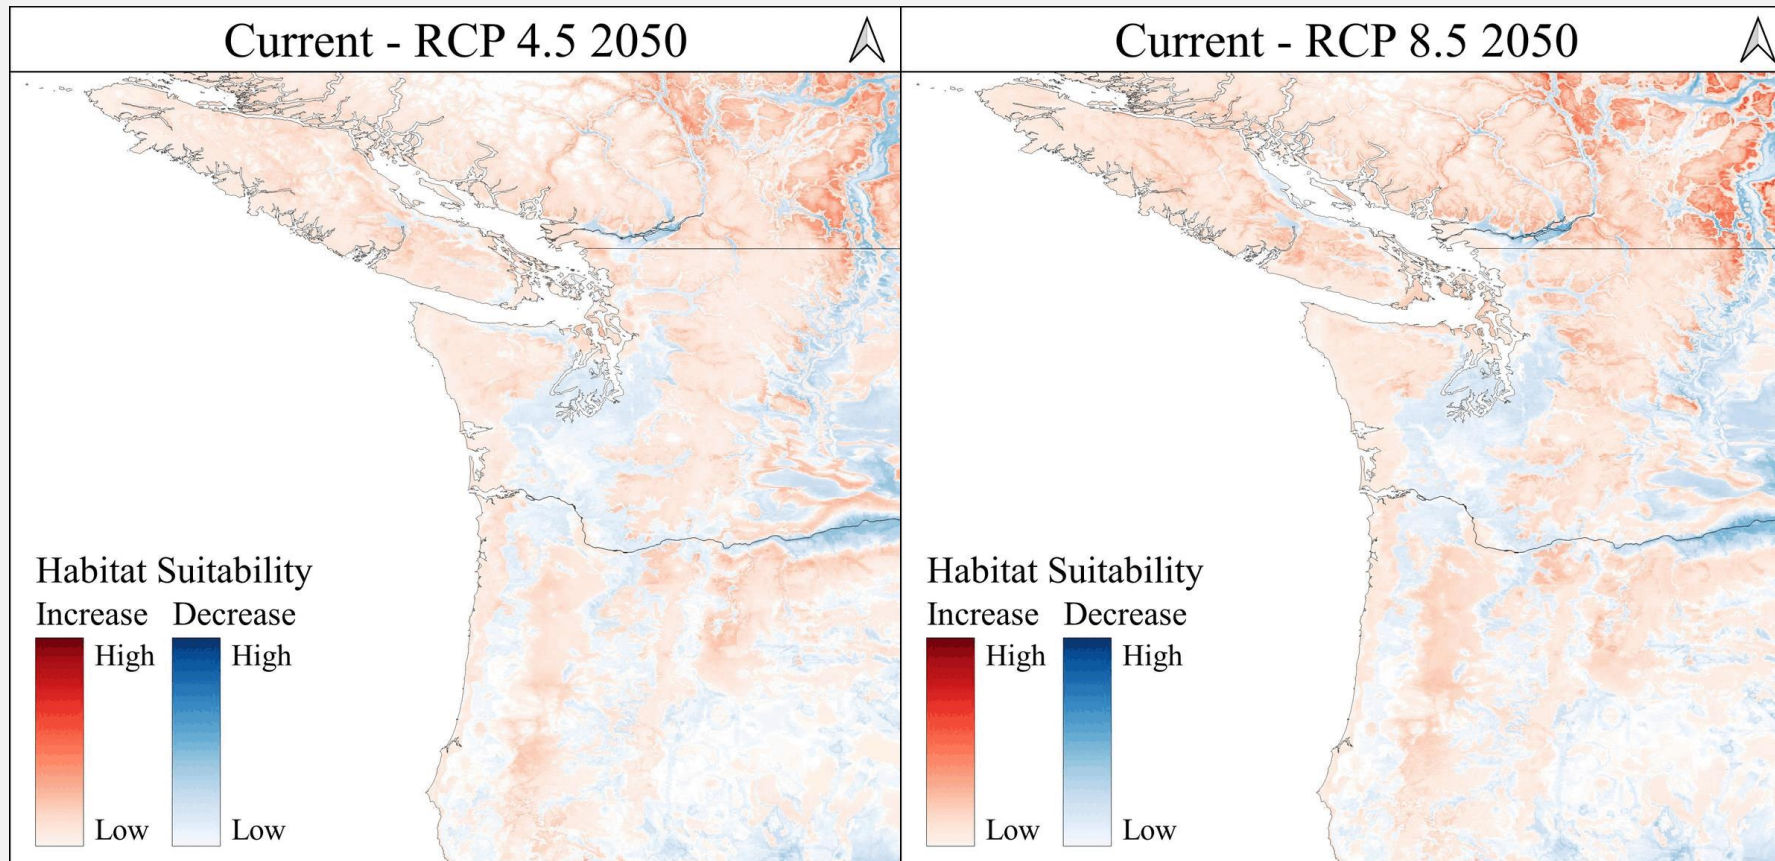 Current - RCP 4.5 2050
Habitat Suitability
Increase Decrease
High High
Low Low
Current - RCP 8.5 2050
Habitat Suitability
Increase Decrease
High High
Low Low